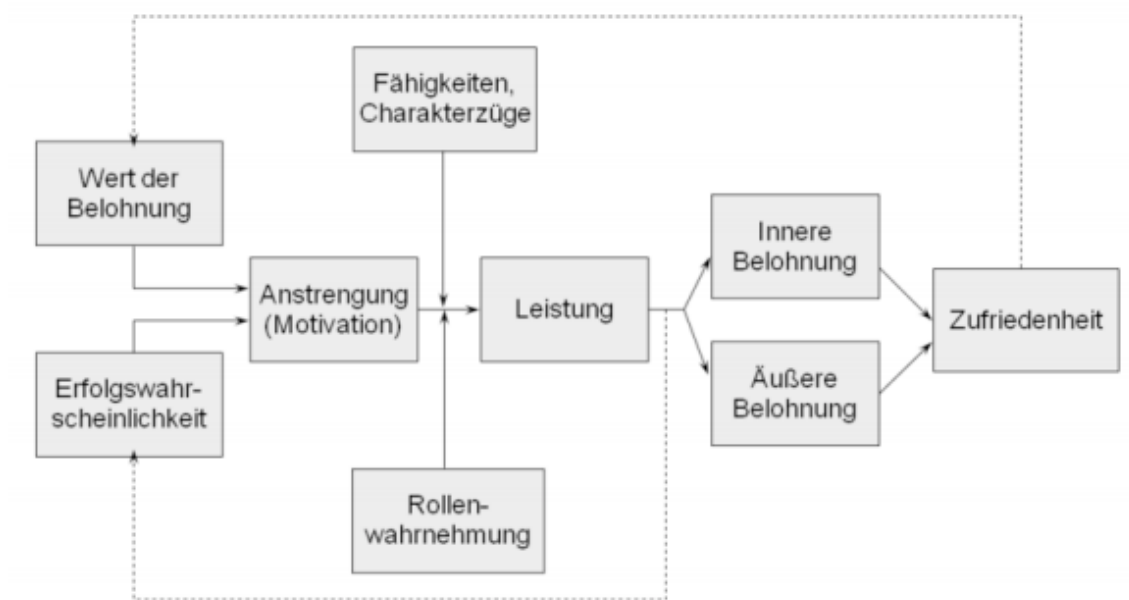 Fähigkeiten,
Charakterzüge
Wert der
Belohnung
Anstrengung
(Motivation)
Leistung
Innere
Belohnung
Zufriedenheit
Erfolgswahr-
scheinlichkeit
Äußere
Belohnung
Rollen-
wahrnehmung